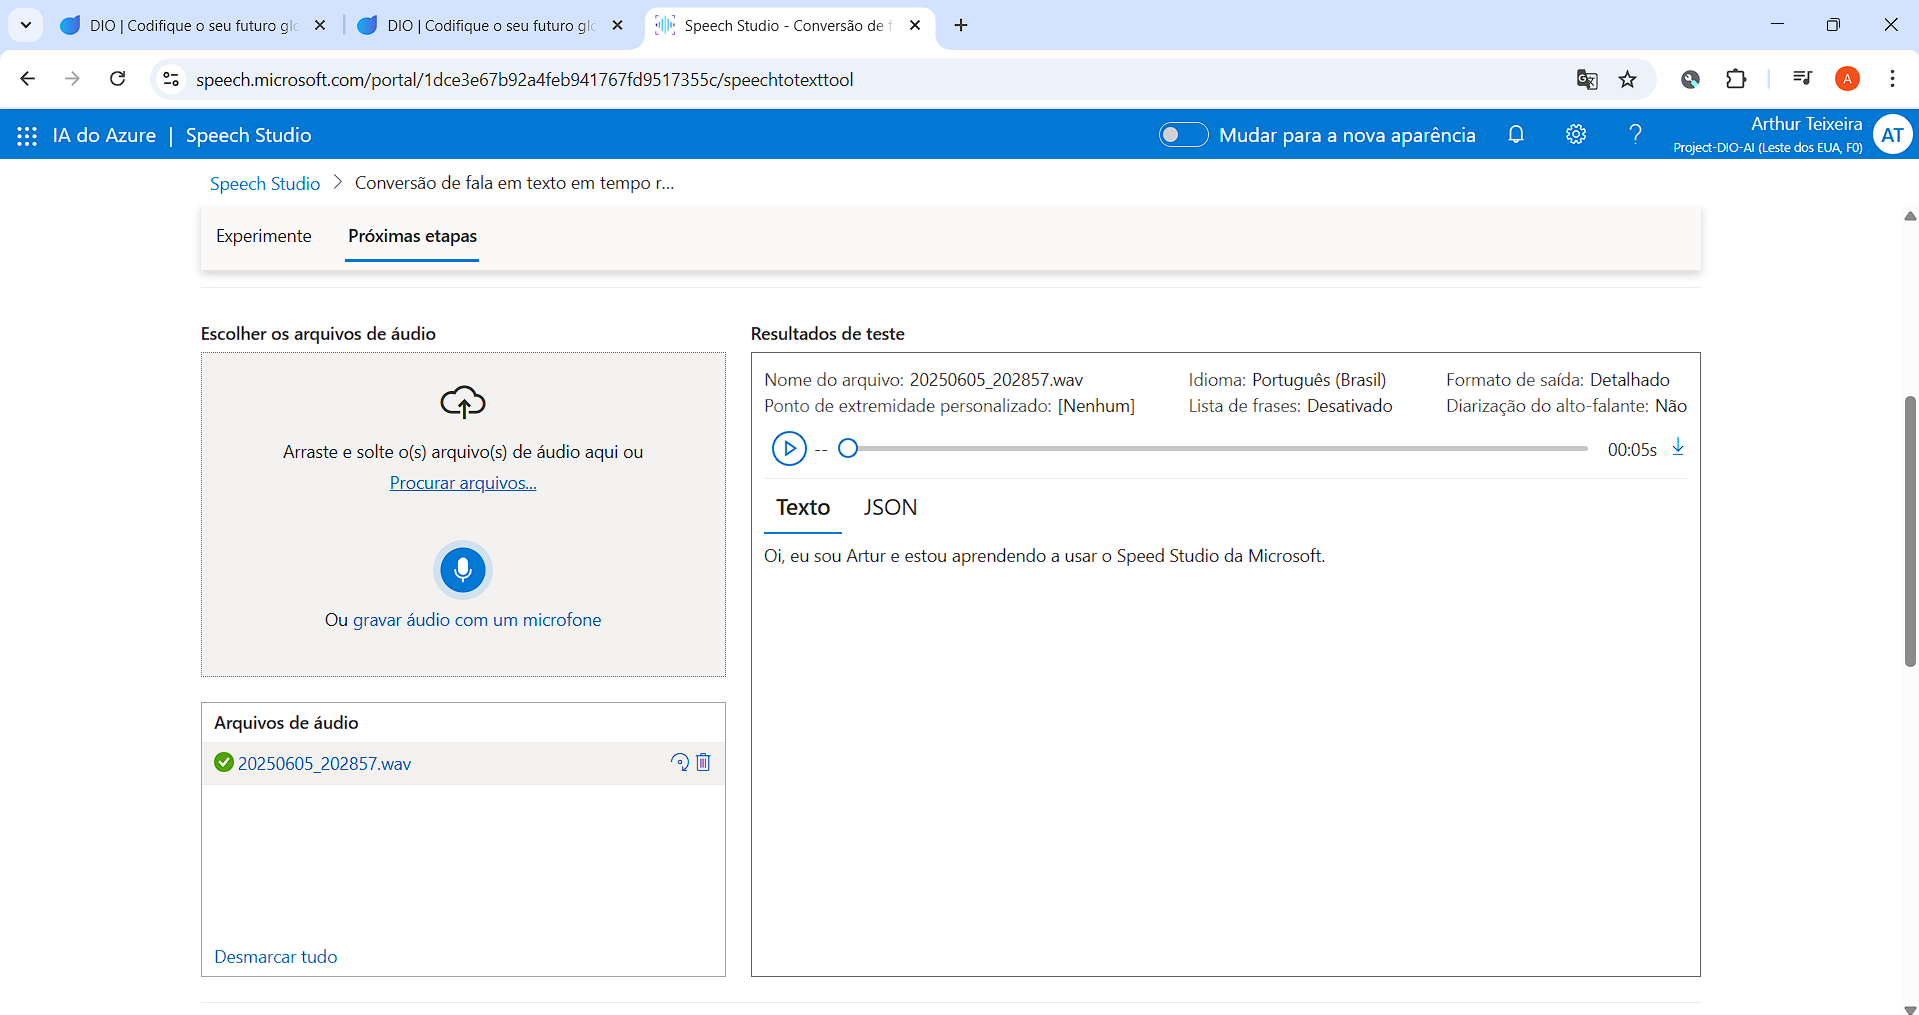 DIO | Codifique o seu futuro glo
DIO | Codifique o seu futuro glo
Speech Studio - Conversão de f
speech.microsoft.com/portal/1dce3e67b92a4feb941767fd9517355c/speechtotexttool
A
IA do Azure | Speech Studio
Mudar para a nova aparência
Arthur Teixeira
Project-DIO-AI (Leste dos EUA, F0)
AT
Speech Studio > Conversão de fala em texto em tempo r...
Experimente
Próximas etapas
Escolher os arquivos de áudio
Arraste e solte o(s) arquivo(s) de áudio aqui ou
Procurar arquivos...
Ou gravar áudio com um microfone
Arquivos de áudio
20250605_202857.wav
Desmarcar tudo
Resultados de teste
Nome do arquivo: 20250605_202857.wav
Idioma: Português (Brasil)
Formato de saída: Detalhado
Ponto de extremidade personalizado: [Nenhum]
Lista de frases: Desativado
Diarização do alto-falante: Não
--
00:05s
Texto
JSON
Oi, eu sou Artur e estou aprendendo a usar o Speed Studio da Microsoft.